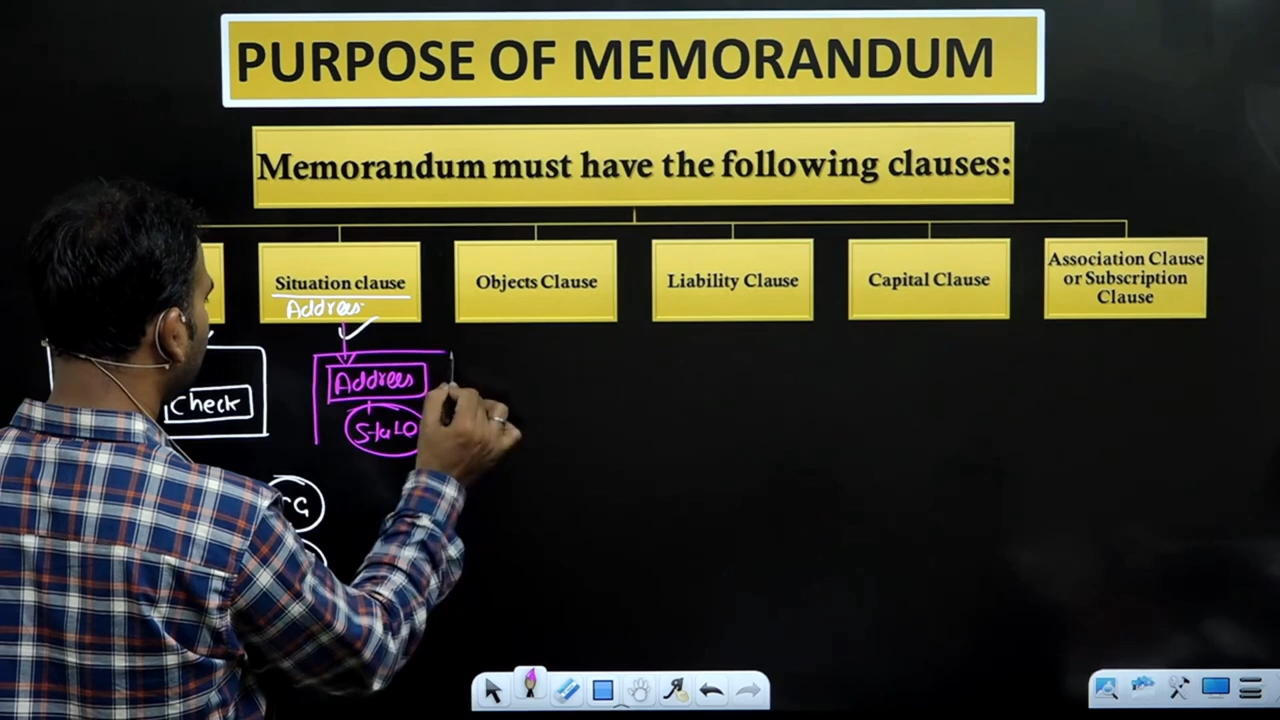 PURPOSE OF MEMORANDUM
Memorandum must have the following clauses:
Situation clause
Address
Objects Clause
Liability Clause
Capital Clause
Association Clause
or Subscription
Clause
Check
Address